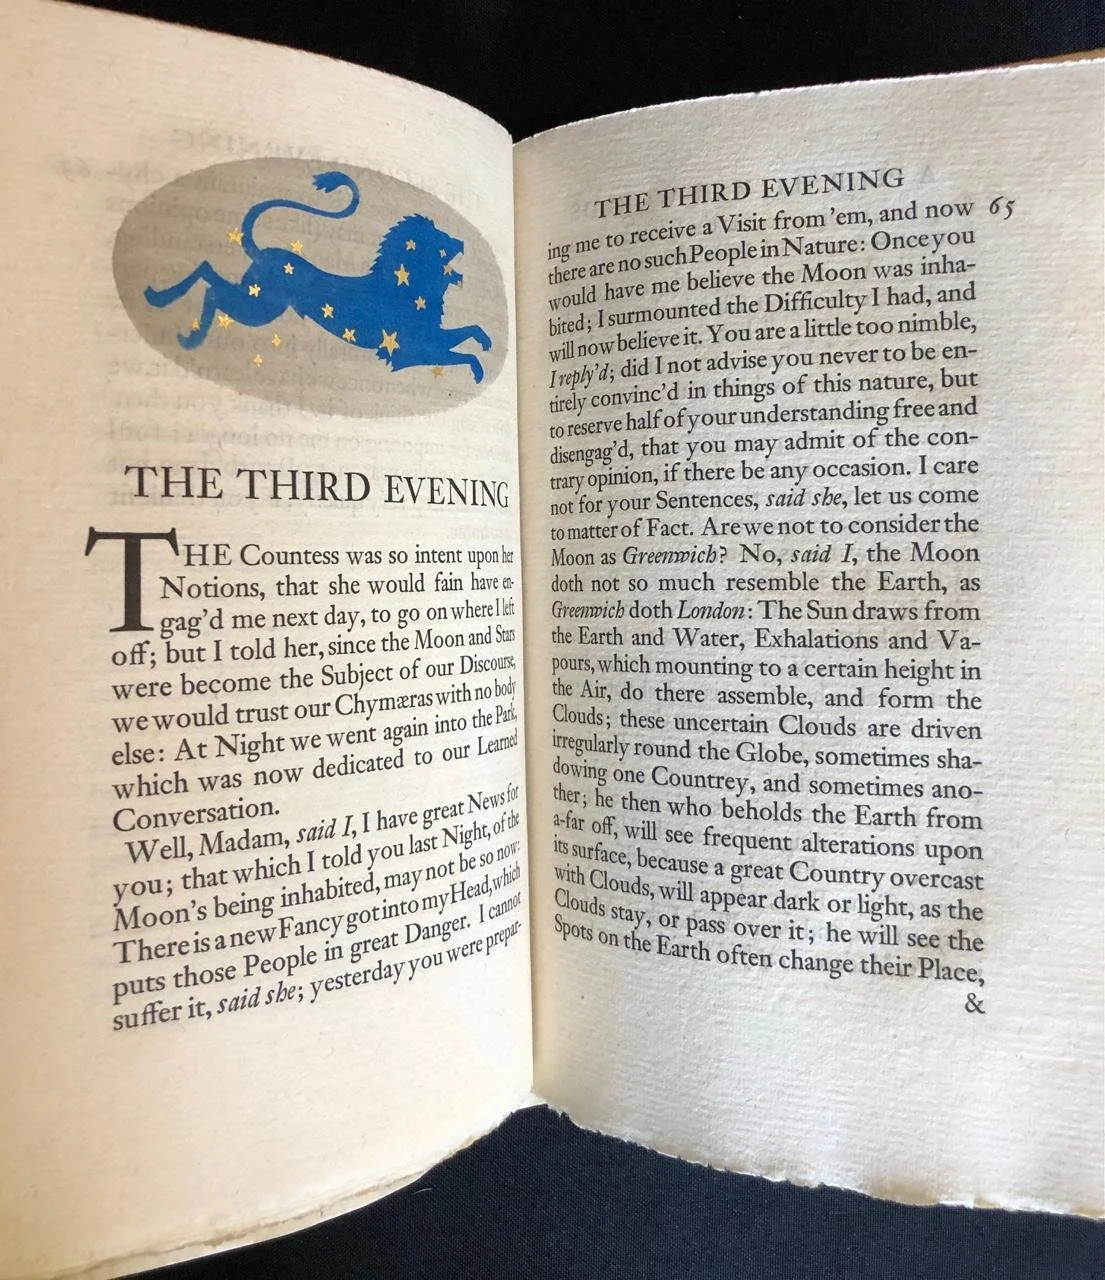 THE THIRD EVENING
THE Countess was so intent upon her
Notions, that she would fain have en-
gag'd me next day, to go on where I left
off; but I told her, since the Moon and Stars
were become the Subject of our Discourse,
we would trust our Chymæras with no body
else: At Night we went again into the Park,
which was now dedicated to our Learned
Conversation.
Well, Madam, said I, I have great News for
you; that which I told you last Night, of the
Moon's being inhabited, may not be so now:
There is a new Fancy got into my Head, which
puts those People in great Danger. I cannot
suffer it, said she; yesterday you were prepar-
THE THIRD EVENING 65
ing me to receive a Visit from 'em, and now
there are no such People in Nature: Once you
would have me believe the Moon was inha-
bited; I surmounted the Difficulty I had, and
will now believe it. You are a little too nimble,
I reply'd; did I not advise you never to be en-
tirely convinc'd in things of this nature, but
to reserve half of your understanding free and
disengag'd, that you may admit of the con-
trary opinion, if there be any occasion. I care
not for your Sentences, said she, let us come
to matter of Fact. Are we not to consider the
Moon as Greenwich? No, said I, the Moon
doth not so much resemble the Earth, as
Greenwich doth London: The Sun draws from
the Earth and Water, Exhalations and Va-
pours, which mounting to a certain height in
the Air, do there assemble, and form the
Clouds; these uncertain Clouds are driven
irregularly round the Globe, sometimes sha-
dowing one Countrey, and sometimes ano-
ther; he then who beholds the Earth from
a-far off, will see frequent alterations upon
its surface, because a great Country overcast
with Clouds, will appear dark or light, as the
Clouds stay, or pass over it; he will see the
Spots on the Earth often change their Place,
&